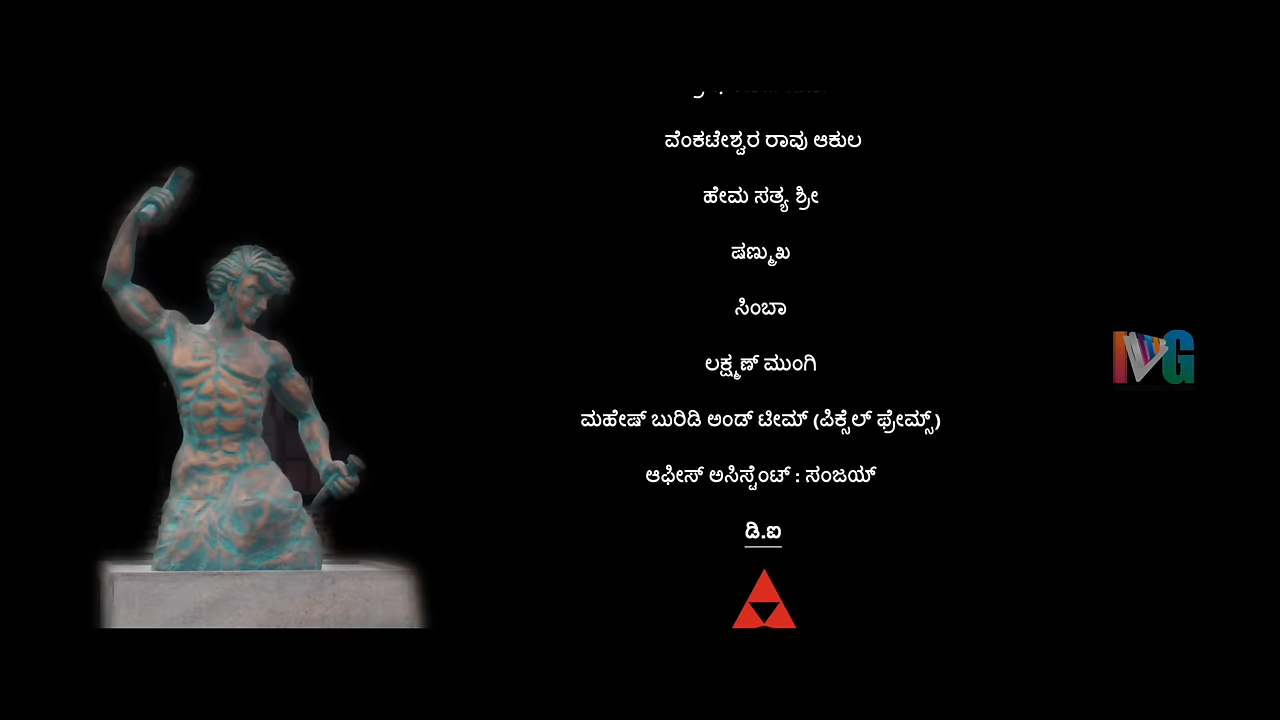 ವೆಂಕಟೇಶ್ವರ ರಾವು ಆಕುಲ
ಹೇಮ ಸತ್ಯ ಶ್ರೀ
ಷಣ್ಮುಖ
ಸಿಂಬಾ
ಲಕ್ಷ್ಮಣ್ ಮುಂಗಿ
ಮಹೇಷ್ ಬುರಿಡಿ ಅಂಡ್ ಟೀಮ್ (ಪಿಕ್ಸೆಲ್ ಫ್ರೇಮ್ಸ್)
ಆಫೀಸ್ ಅಸಿಸ್ಟೆಂಟ್ : ಸಂಜಯ್
ಡಿ.ಐ